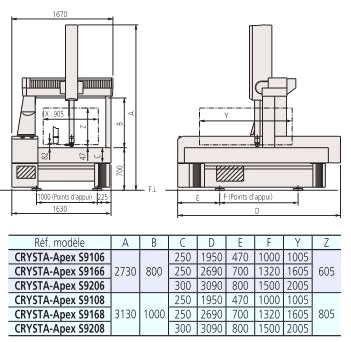 1670
X : 905
Z
82
47
C
B
A
700
1000 (Points d'appui)
225
1630
F.L
Y
E
F (Points d'appui)
D
Réf. modèle A B C D E F Y Z
CRYSTA-Apex S9106 2730 800 250 1950 470 1000 1005 605
CRYSTA-Apex S9166 250 2690 700 1320 1605
CRYSTA-Apex S9206 300 3090 800 1500 2005
CRYSTA-Apex S9108 3130 1000 250 1950 470 1000 1005 805
CRYSTA-Apex S9168 250 2690 700 1320 1605
CRYSTA-Apex S9208 300 3090 800 1500 2005